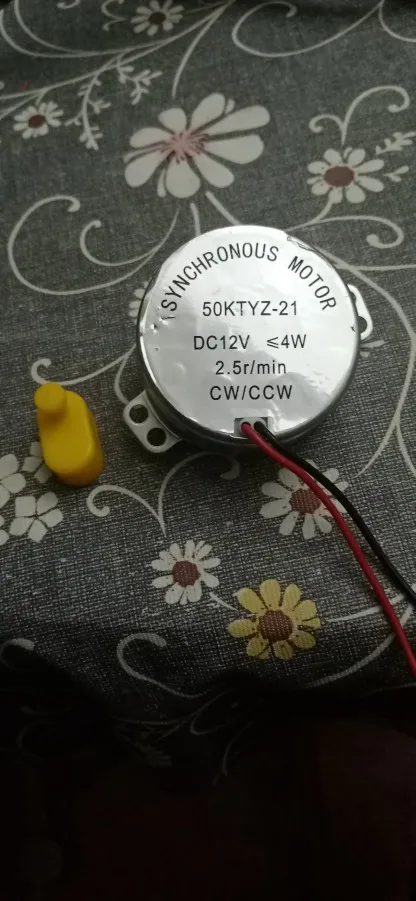 SYNCHRONOUS MOTOR
50KTYZ-21
DC12V ≤4W
2.5r/min
CW/CCW